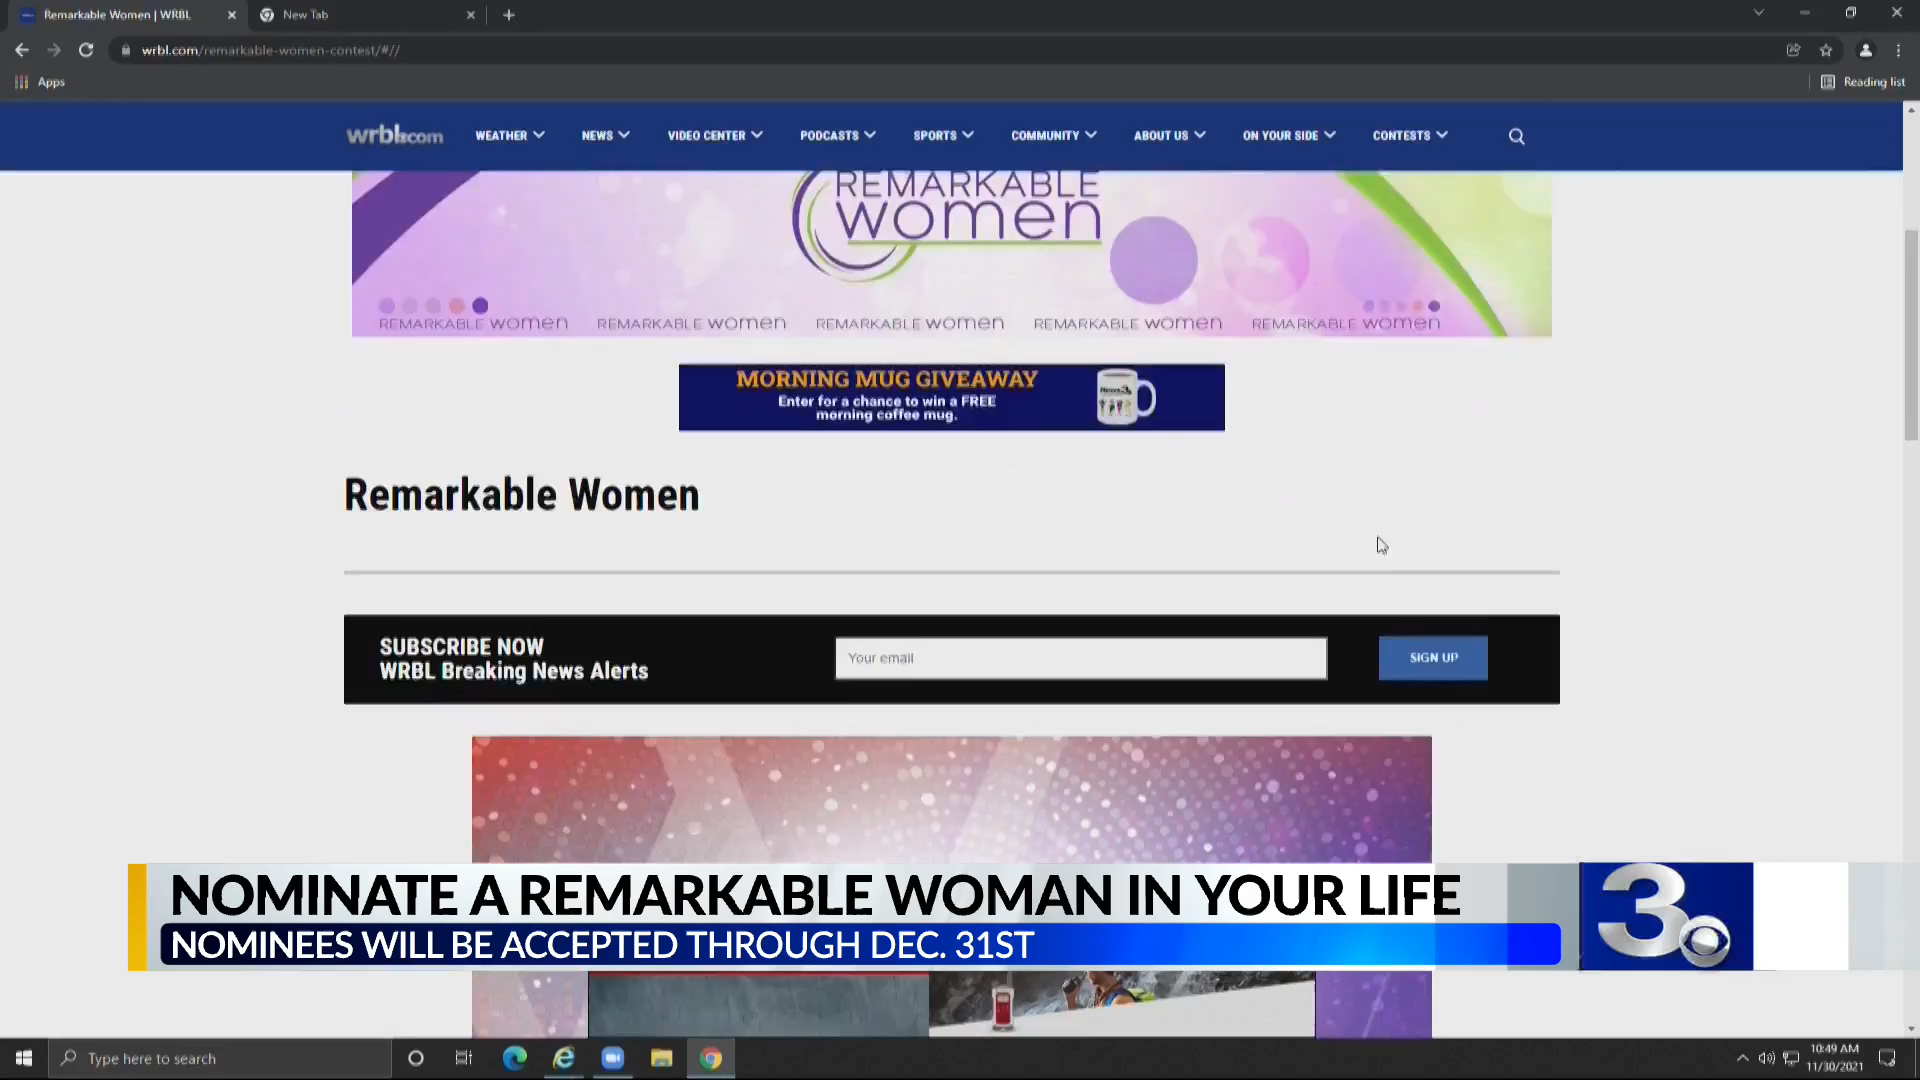 Remarkable Women | WRBL
New Tab
wrbl.com/remarkable-women-contest/#//
Apps
Reading list
wrbl.com
WEATHER
NEWS
VIDEO CENTER
PODCASTS
SPORTS
COMMUNITY
ABOUT US
ON YOUR SIDE
CONTESTS
REMARKABLE
women
REMARKABLE women
REMARKABLE women
REMARKABLE women
REMARKABLE women
REMARKABLE women
MORNING MUG GIVEAWAY
Enter for a chance to win a FREE
morning coffee mug.
News 3
Remarkable Women
SUBSCRIBE NOW
WRBL Breaking News Alerts
Your email
SIGN UP
NOMINATE A REMARKABLE WOMAN IN YOUR LIFE
NOMINEES WILL BE ACCEPTED THROUGH DEC. 31ST
3
Type here to search
10:49 AM
11/30/2021